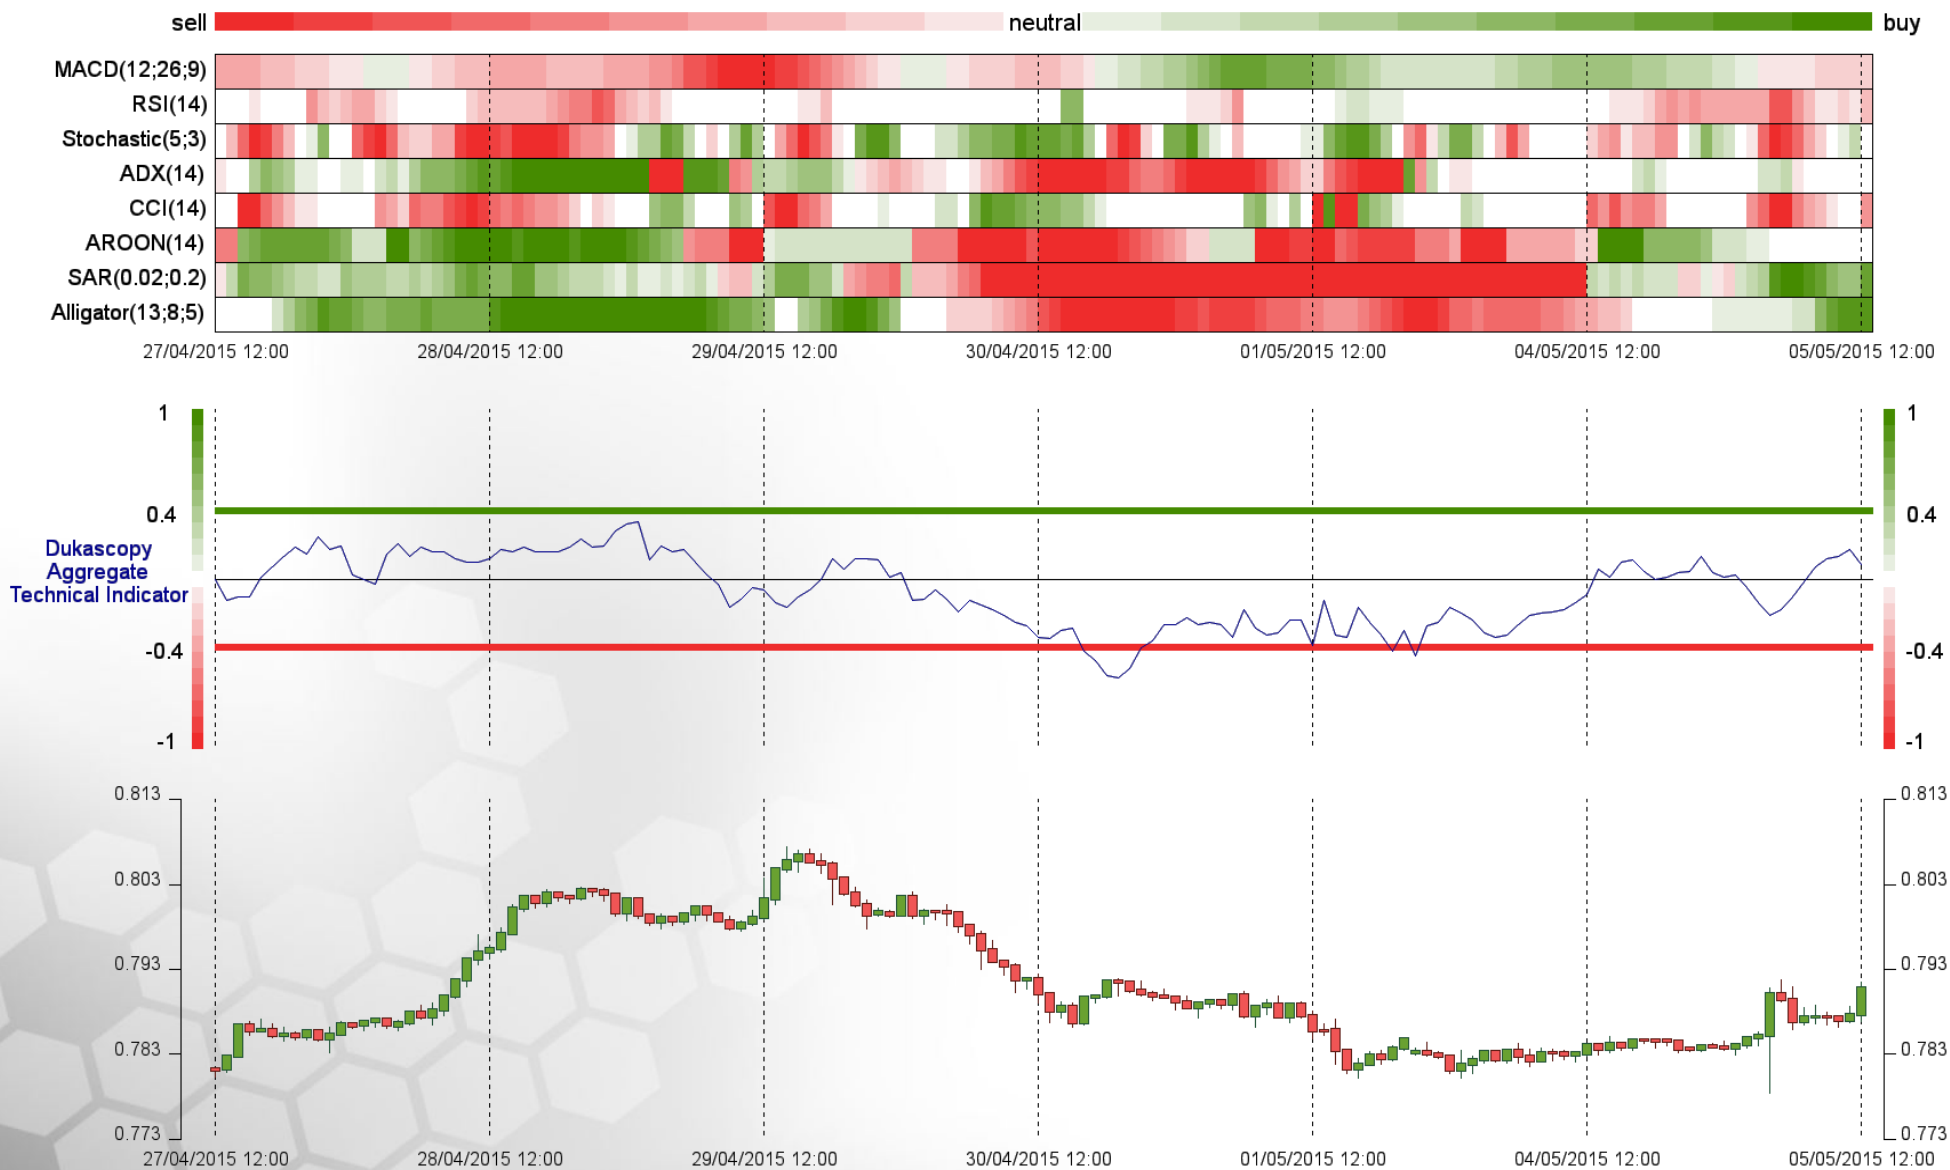 sell neutral buy
MACD(12;26;9)
RSI(14)
Stochastic(5;3)
ADX(14)
CCI(14)
AROON(14)
SAR(0.02;0.2)
Alligator(13;8;5)
27/04/2015 12:00 28/04/2015 12:00 29/04/2015 12:00 30/04/2015 12:00 01/05/2015 12:00 04/05/2015 12:00 05/05/2015 12:00
1 1
0.4 0.4
Dukascopy
Aggregate
Technical Indicator
-0.4 -0.4
-1 -1
0.813 0.813
0.803 0.803
0.793 0.793
0.783 0.783
0.773 0.773
27/04/2015 12:00 28/04/2015 12:00 29/04/2015 12:00 30/04/2015 12:00 01/05/2015 12:00 04/05/2015 12:00 05/05/2015 12:00